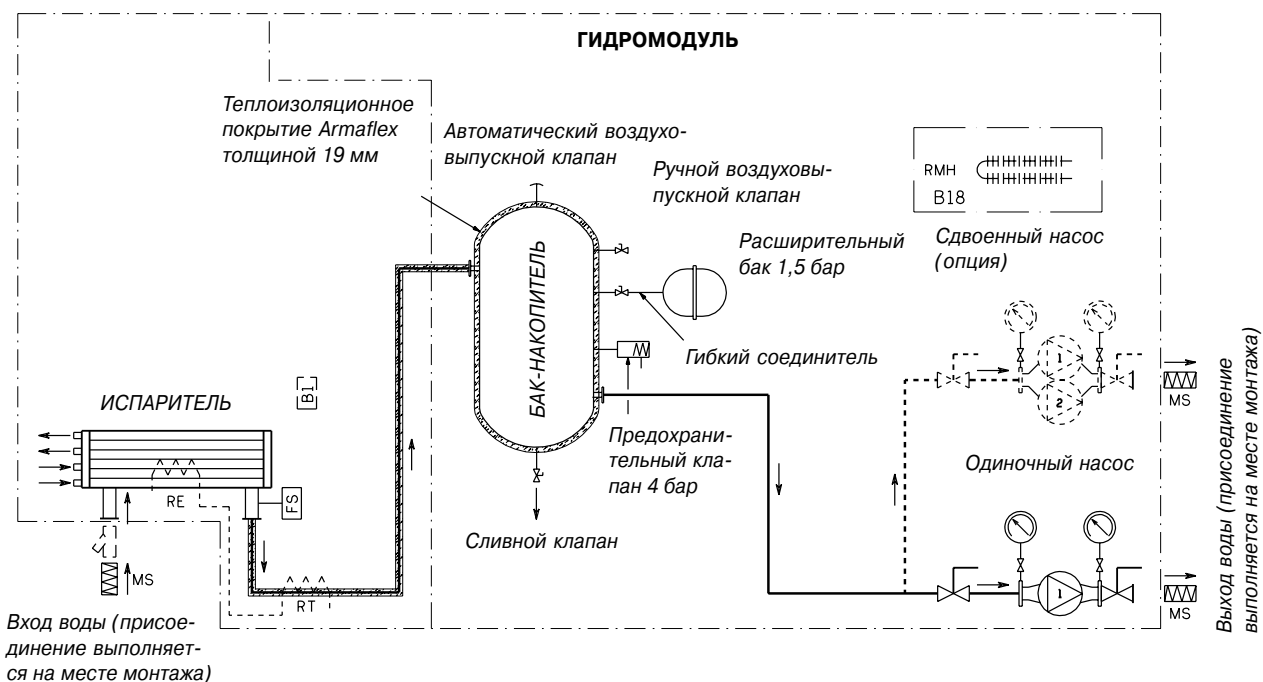 ГИДРОМОДУЛЬ
Теплоизоляционное
покрытие Armaflex
толщиной 19 мм
Автоматический воздухо-
выпускной клапан
Ручной воздуховы-
пускной клапан
RMH
B18
Расширительный
бак 1,5 бар
Сдвоенный насос
(опция)
БАК-НАКОПИТЕЛЬ
Гибкий соединитель
1
2
MS
B1
ИСПАРИТЕЛЬ
Предохрани-
тельный кла-
пан 4 бар
Одиночный насос
RE
FS
Сливной клапан
MS
RT
1
MS
Вход воды (присое-
динение выполняет-
ся на месте монтажа)
Выход воды (присоединение
выполняется на месте монтажа)